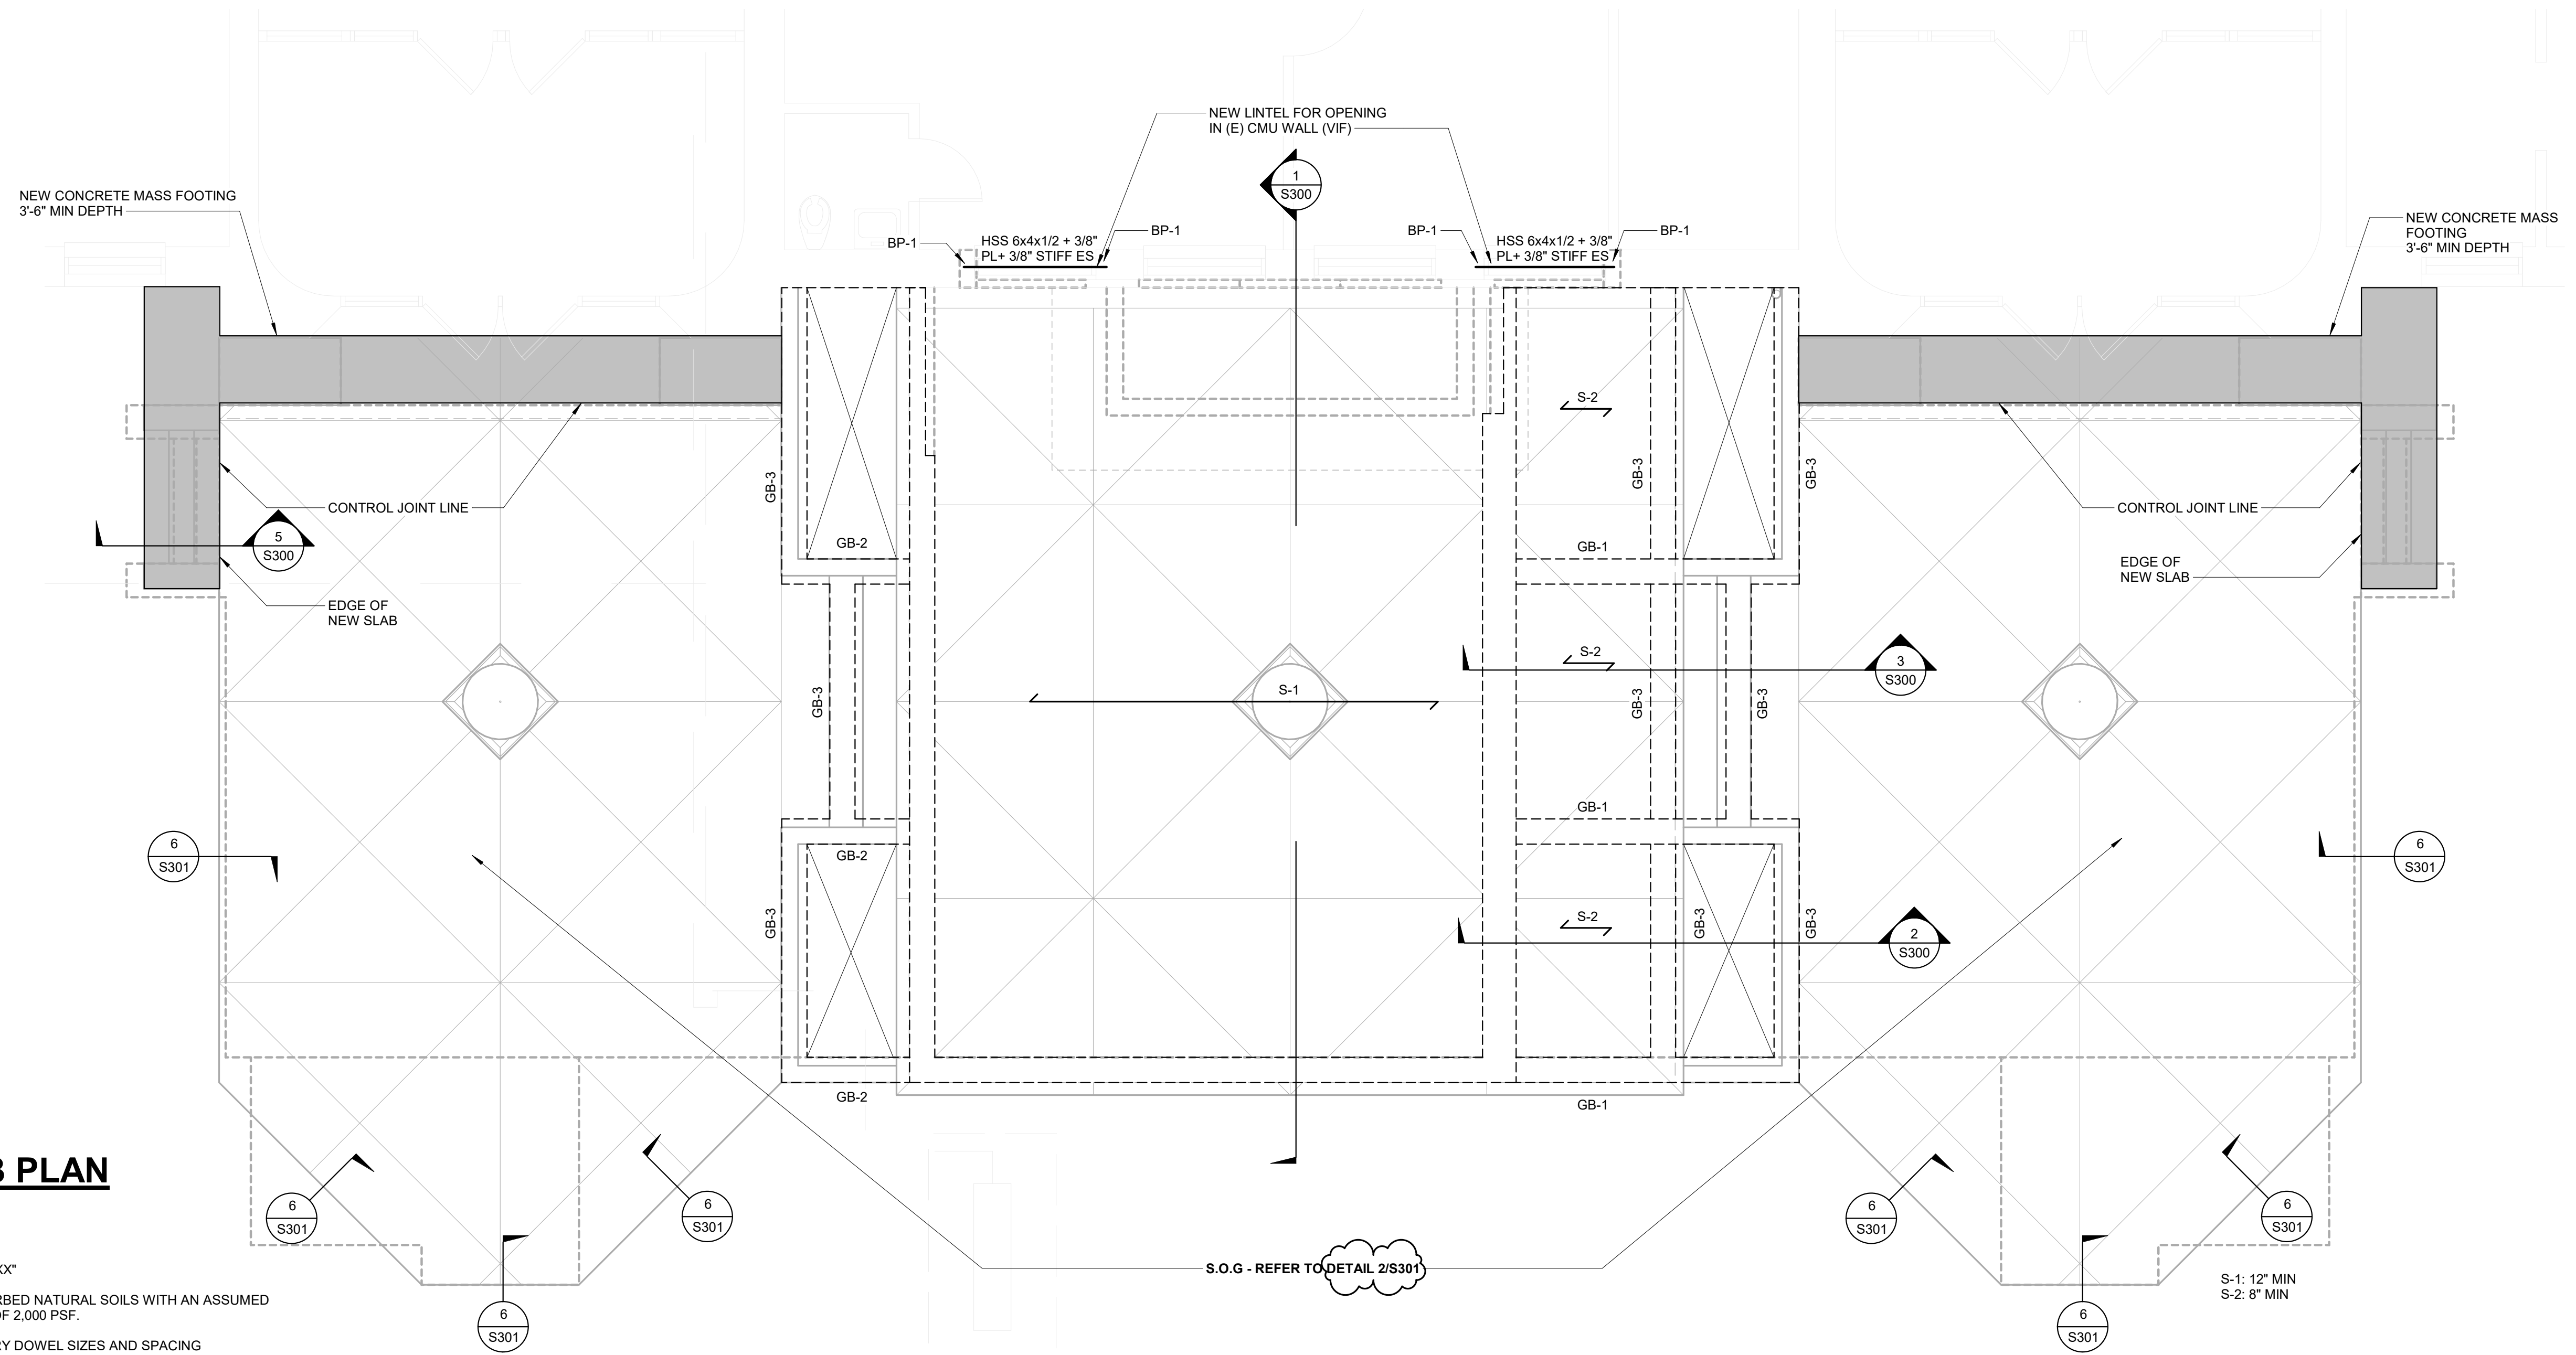 NEW LINTEL FOR OPENING
IN (E) CMU WALL (VIF)
1
S300
NEW CONCRETE MASS FOOTING
3'-6" MIN DEPTH
NEW CONCRETE MASS
FOOTING
3'-6" MIN DEPTH
BP-1
HSS 6x4x1/2 + 3/8"
PL+ 3/8" STIFF ES
BP-1
BP-1
HSS 6x4x1/2 + 3/8"
PL+ 3/8" STIFF ES
BP-1
S-2
GB-3
GB-3
GB-3
CONTROL JOINT LINE
CONTROL JOINT LINE
5
S300
GB-2
GB-1
EDGE OF
NEW SLAB
EDGE OF
NEW SLAB
S-2
3
S300
GB-3
S-1
GB-3
GB-3
GB-1
6
S301
GB-2
6
S301
GB-3
S-2
GB-3
GB-3
2
S300
GB-2
GB-1
B PLAN
6
S301
6
S301
6
S301
6
S301
XX"
S.O.G - REFER TO DETAIL 2/S301
RBED NATURAL SOILS WITH AN ASSUMED
OF 2,000 PSF.
S-1: 12" MIN
S-2: 8" MIN
6
S301
6
S301
RY DOWEL SIZES AND SPACING